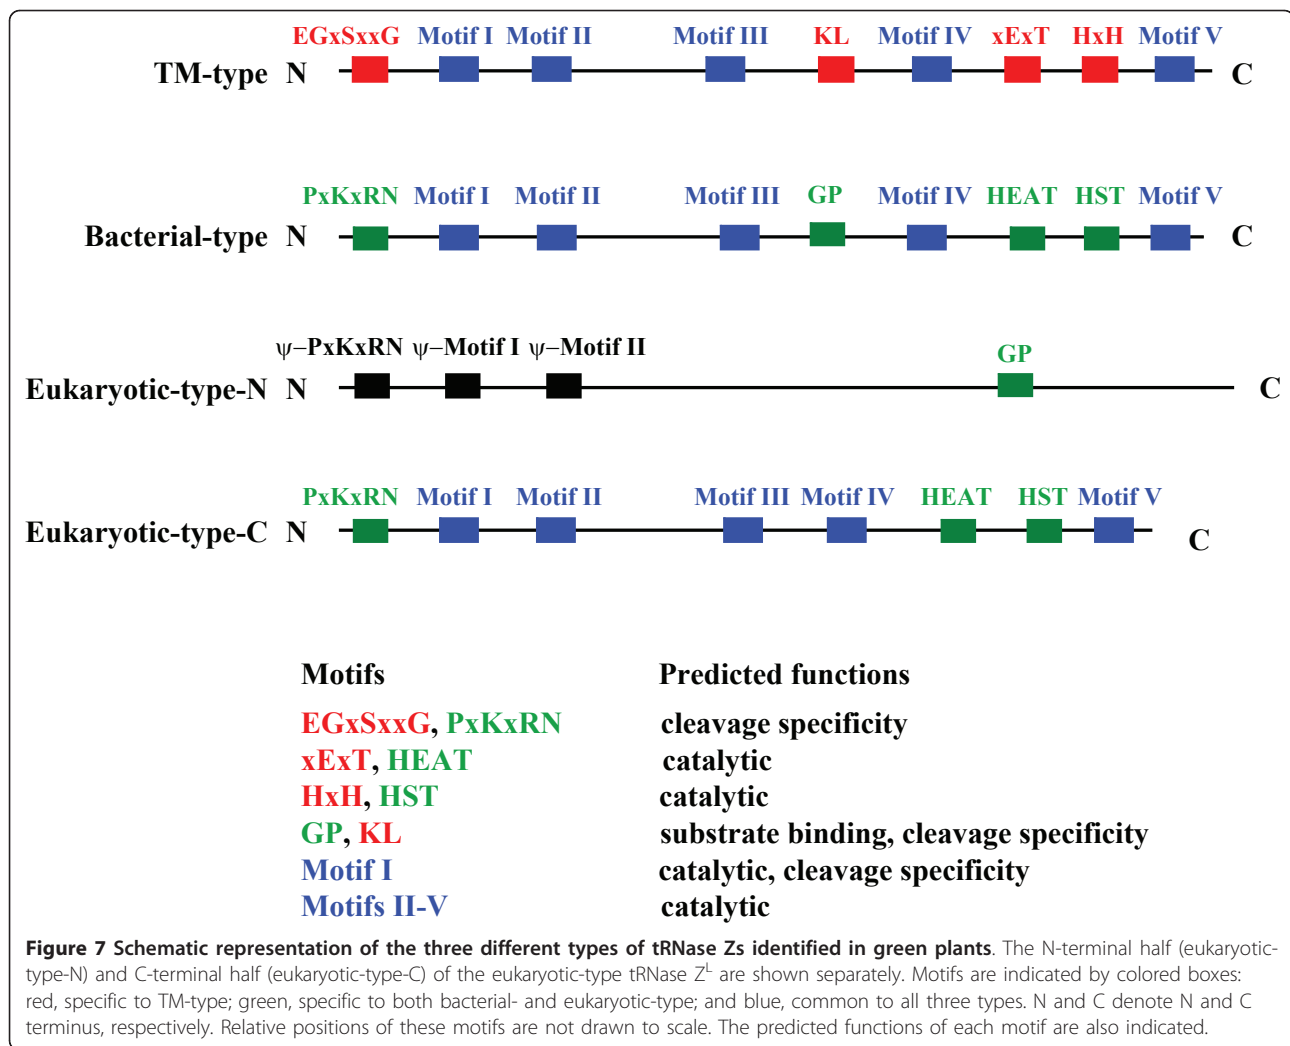 EGxSxxG Motif I Motif II Motif III KL Motif IV xExT HxH Motif V
TM-type N C
PxKxRN Motif I Motif II Motif III GP Motif IV HEAT HST Motif V
Bacterial-type N C
ψ–PxKxRN ψ–Motif I ψ–Motif II GP
Eukaryotic-type-N N C
PxKxRN Motif I Motif II Motif III Motif IV HEAT HST Motif V
Eukaryotic-type-C N C
Motifs Predicted functions
EGxSxxG, PxKxRN cleavage specificity
xExT, HEAT catalytic
HxH, HST catalytic
GP, KL substrate binding, cleavage specificity
Motif I catalytic, cleavage specificity
Motifs II-V catalytic
Figure 7 Schematic representation of the three different types of tRNase Zs identified in green plants. The N-terminal half (eukaryotic-
type-N) and C-terminal half (eukaryotic-type-C) of the eukaryotic-type tRNase Z^L are shown separately. Motifs are indicated by colored boxes:
red, specific to TM-type; green, specific to both bacterial- and eukaryotic-type; and blue, common to all three types. N and C denote N and C
terminus, respectively. Relative positions of these motifs are not drawn to scale. The predicted functions of each motif are also indicated.